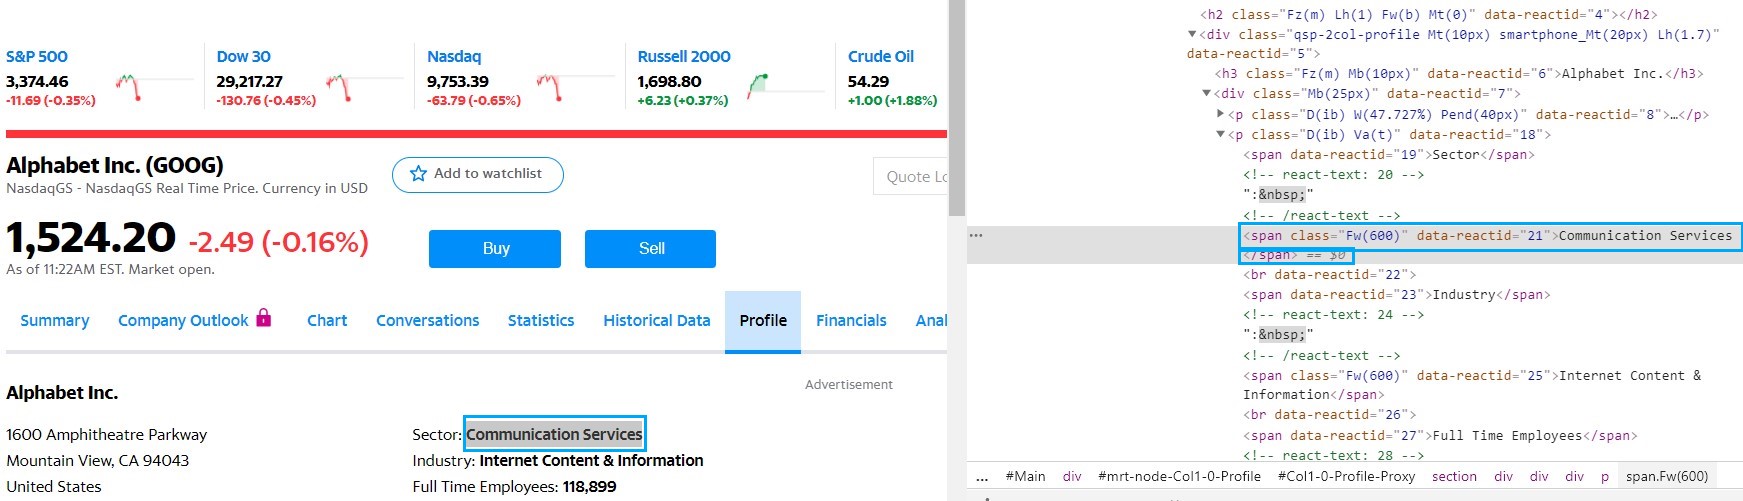 S&P 500
3,374.46
-11.69 (-0.35%)
Dow 30
29,217.27
-130.76 (-0.45%)
Nasdaq
9,753.39
-63.79 (-0.65%)
Russell 2000
1,698.80
+6.23 (+0.37%)
Crude Oil
54.29
+1.00 (+1.88%)
Alphabet Inc. (GOOG)
NasdaqGS - NasdaqGS Real Time Price. Currency in USD
Add to watchlist
Quote
1,524.20 -2.49 (-0.16%)
As of 11:22AM EST. Market open.
Buy
Sell
Summary Company Outlook Chart Conversations Statistics Historical Data Profile Financials
Alphabet Inc.
Advertisement
1600 Amphitheatre Parkway
Mountain View, CA 94043
United States
Sector: Communication Services
Industry: Internet Content & Information
Full Time Employees: 118,899
<h2 class="Fz(m) Lh(1) Fw(b) Mt(0)" data-reactid="4"></h2>
▼<div class="qsp-2col-profile Mt(10px) smartphone_Mt(20px) Lh(1.7)"
data-reactid="5">
<h3 class="Fz(m) Mb(10px)" data-reactid="6">Alphabet Inc.</h3>
▼<div class="Mb(25px)" data-reactid="7">
▶<p class="D(ib) W(47.727%) Pend(40px)" data-reactid="8">…</p>
▼<p class="D(ib) Va(t)" data-reactid="18">
<span data-reactid="19">Sector</span>
<!-- react-text: 20 -->
":&nbsp;"
<!-- /react-text -->
<span class="Fw(600)" data-reactid="21">Communication Services
</span> == $0
<br data-reactid="22">
<span data-reactid="23">Industry</span>
<!-- react-text: 24 -->
":&nbsp;"
<!-- /react-text -->
<span class="Fw(600)" data-reactid="25">Internet Content &
Information</span>
<br data-reactid="26">
<span data-reactid="27">Full Time Employees</span>
<!-- react-text: 28 -->
... #Main div #mrt-node-Col1-0-Profile #Col1-0-Profile-Proxy section div div div p span.Fw(600)